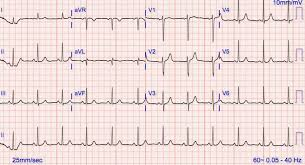 10mm/mV
I aVR V1 V4
II aVL V2 V5
III aVF V3 V6
II
25mm/sec 60~ 0.05 - 40 Hz